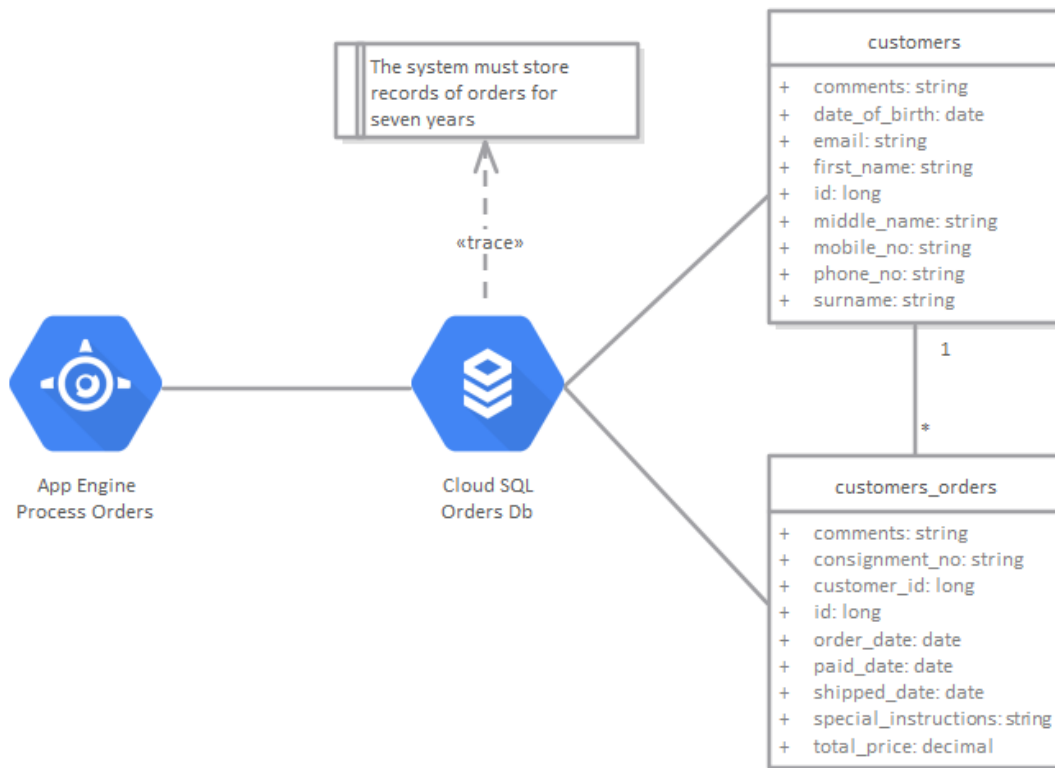 The system must store
records of orders for
seven years
«trace»
App Engine
Process Orders
Cloud SQL
Orders Db
customers
+ comments: string
+ date_of_birth: date
+ email: string
+ first_name: string
+ id: long
+ middle_name: string
+ mobile_no: string
+ phone_no: string
+ surname: string
1
*
customers_orders
+ comments: string
+ consignment_no: string
+ customer_id: long
+ id: long
+ order_date: date
+ paid_date: date
+ shipped_date: date
+ special_instructions: string
+ total_price: decimal